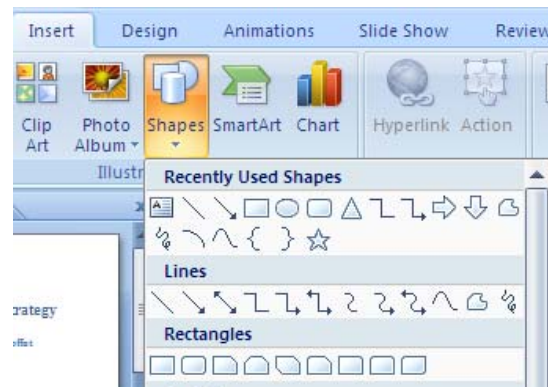 Insert Design Animations Slide Show Review
Clip Art Photo Album Shapes SmartArt Chart Hyperlink Action
Illustr
Recently Used Shapes
Lines
rategy
Rectangles